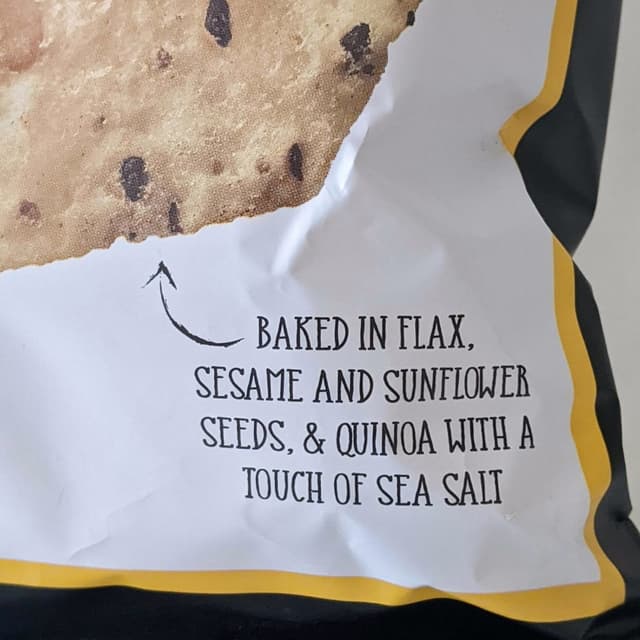 BAKED IN FLAX,
SESAME AND SUNFLOWER
SEEDS, & QUINOA WITH A
TOUCH OF SEA SALT